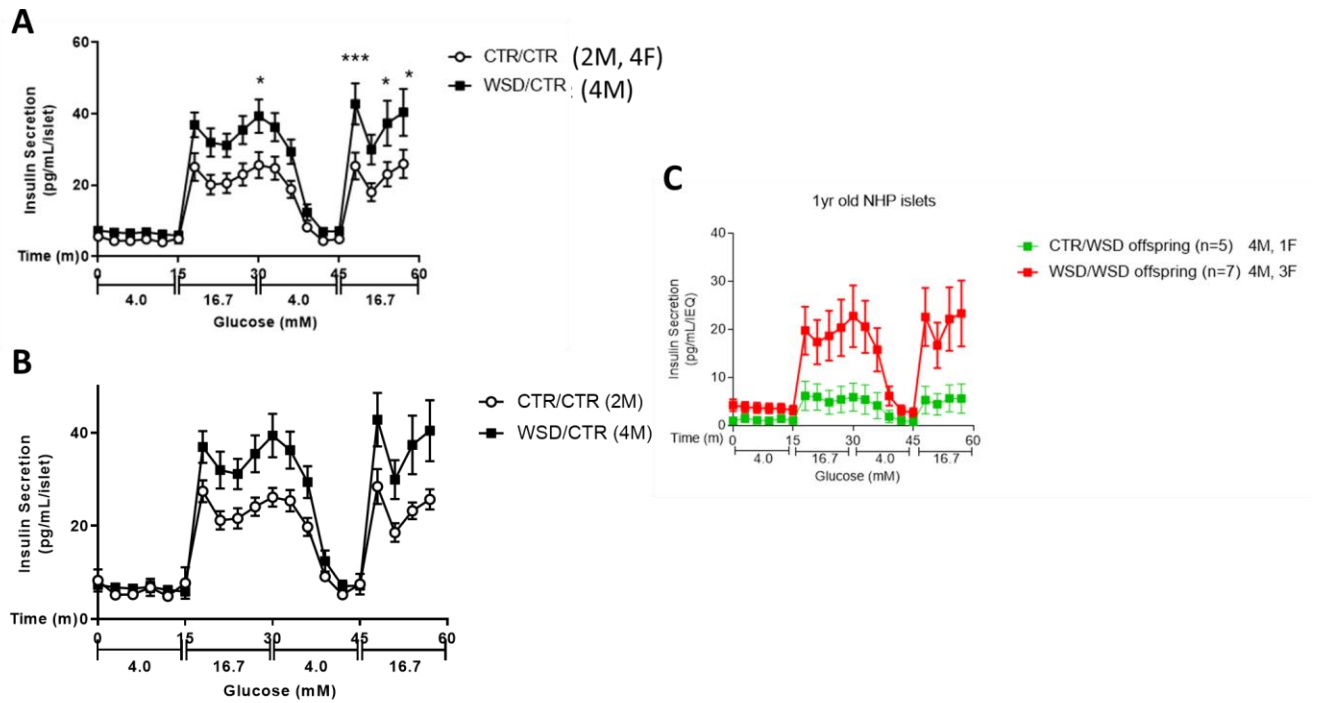 A
60
40
20
0
Insulin Secretion
(pg/mL/islet)
CTR/CTR (2M, 4F)
WSD/CTR (4M)
*
***
*
*
Time (m)
0 15 30 45 60
4.0 16.7 4.0 16.7
Glucose (mM)
B
40
20
0
Insulin Secretion
(pg/mL/islet)
CTR/CTR (2M)
WSD/CTR (4M)
Time (m)
0 15 30 45 60
4.0 16.7 4.0 16.7
Glucose (mM)
C
1yr old NHP islets
40
30
20
10
0
Insulin Secretion
(pg/mL/IEQ)
CTR/WSD offspring (n=5) 4M, 1F
WSD/WSD offspring (n=7) 4M, 3F
Time (m)
0 15 30 45 60
4.0 16.7 4.0 16.7
Glucose (mM)